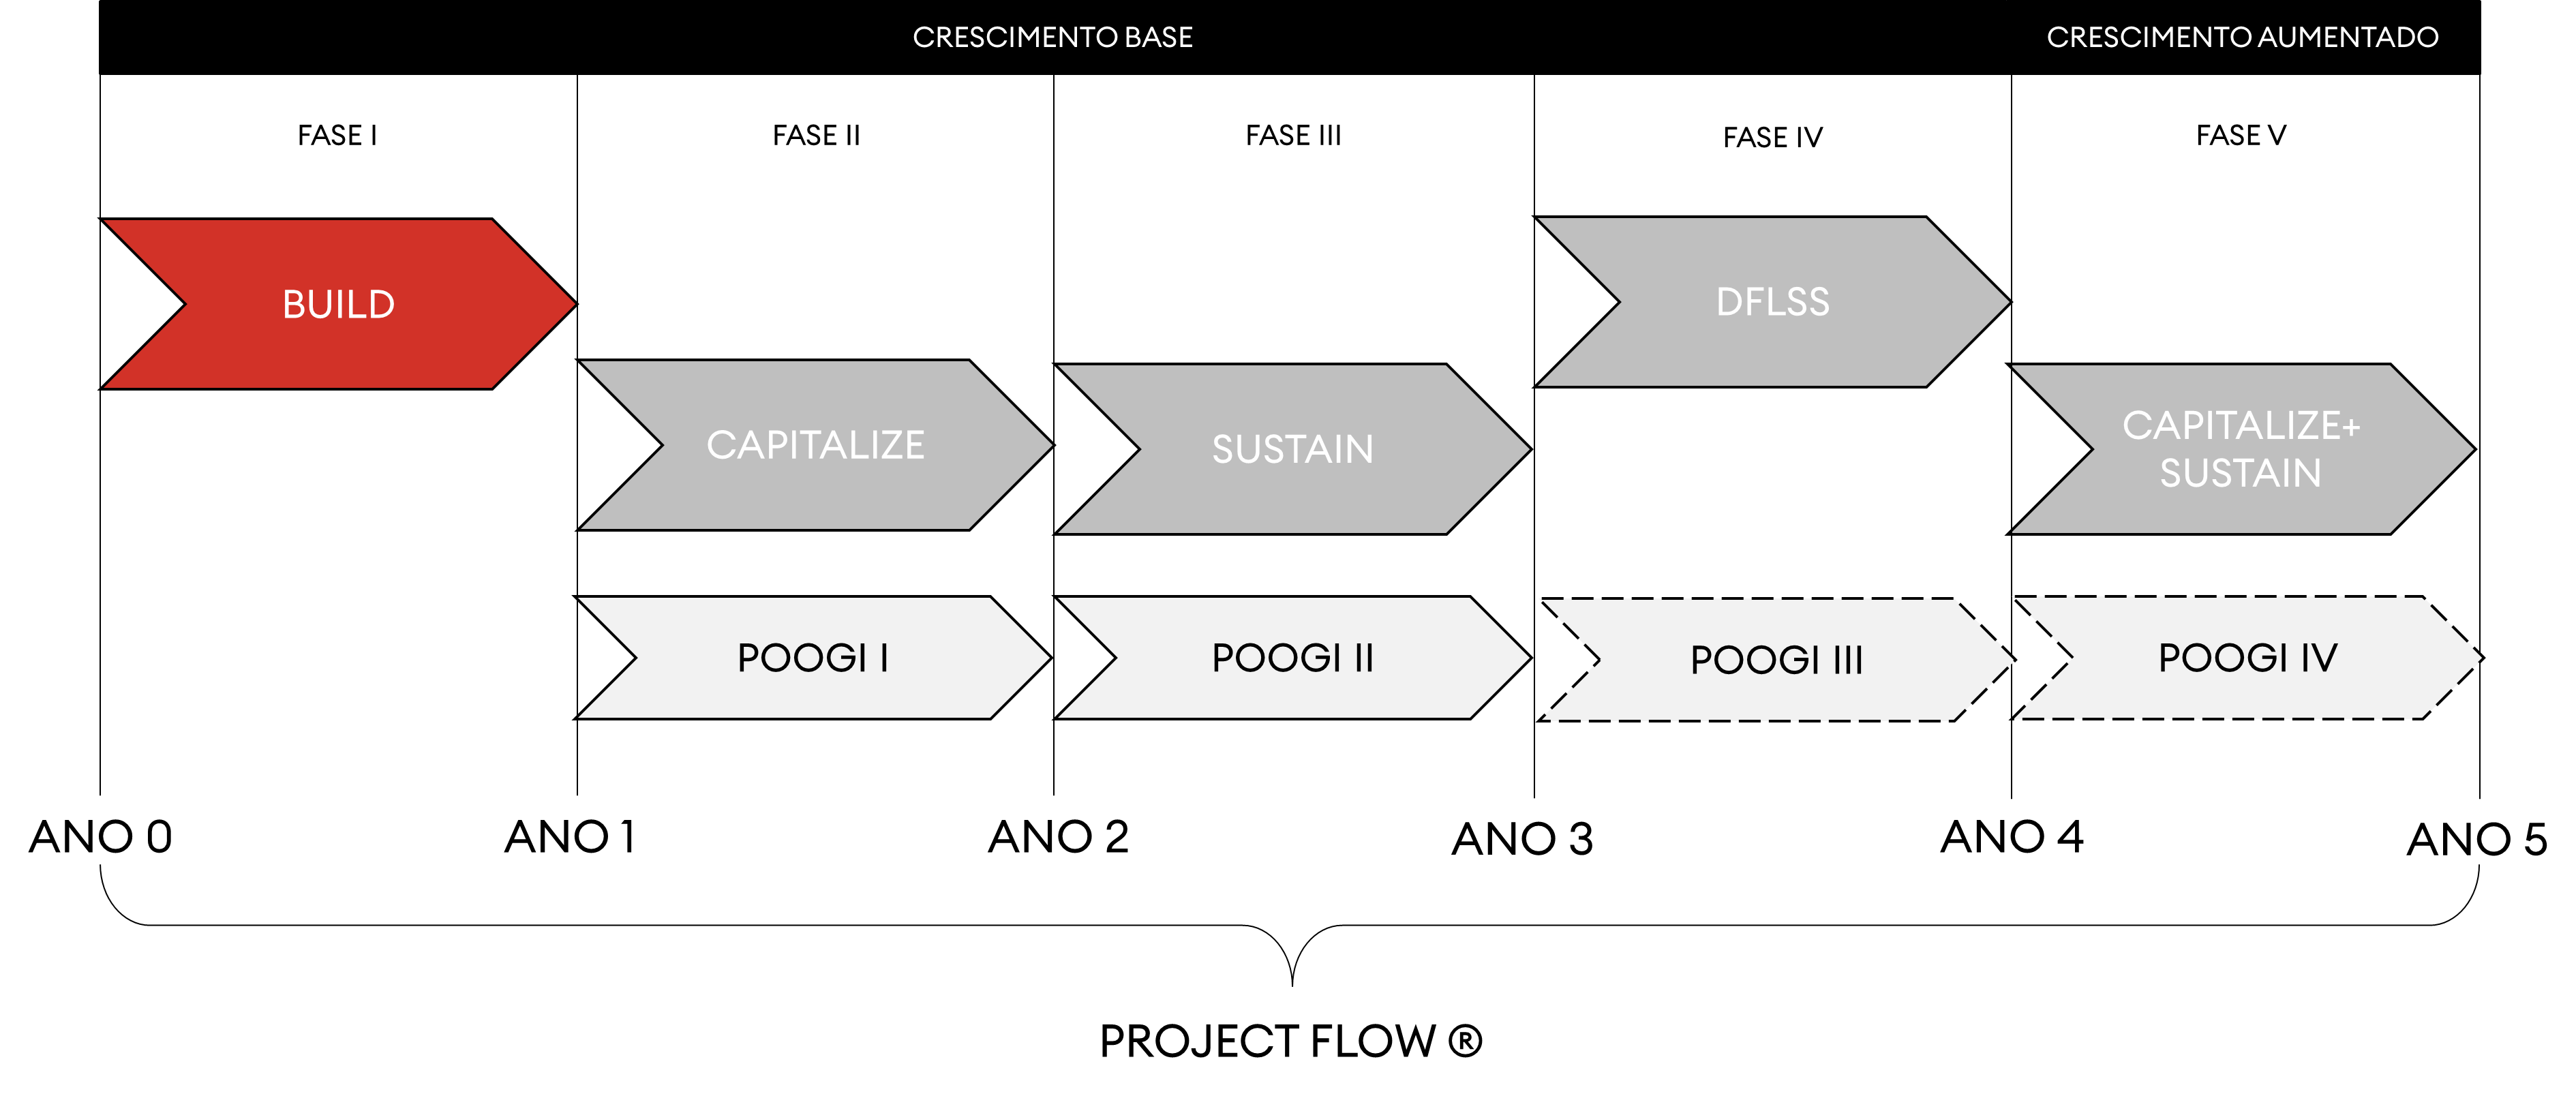 CRESCIMENTO BASE
CRESCIMENTO AUMENTADO
FASE I
FASE II
FASE III
FASE IV
FASE V
BUILD
DFLSS
CAPITALIZE
SUSTAIN
CAPITALIZE+
SUSTAIN
POOGI I
POOGI II
POOGI III
POOGI IV
ANO 0
ANO 1
ANO 2
ANO 3
ANO 4
ANO 5
PROJECT FLOW ®